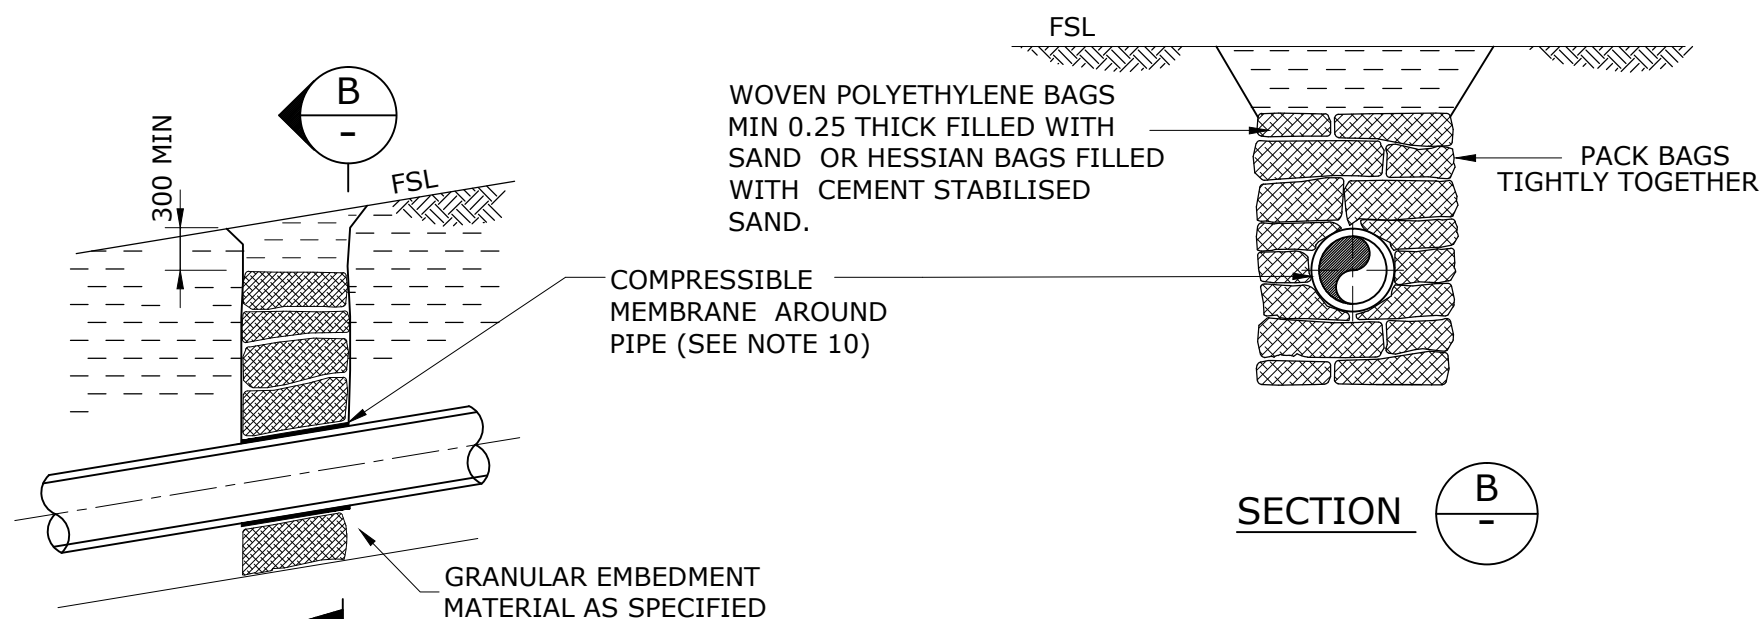 FSL
WOVEN POLYETHYLENE BAGS
MIN 0.25 THICK FILLED WITH
SAND OR HESSIAN BAGS FILLED
WITH CEMENT STABILISED
SAND.
PACK BAGS
TIGHTLY TOGETHER
B
-
300 MIN
FSL
COMPRESSIBLE
MEMBRANE AROUND
PIPE (SEE NOTE 10)
SECTION
B
-
GRANULAR EMBEDMENT
MATERIAL AS SPECIFIED